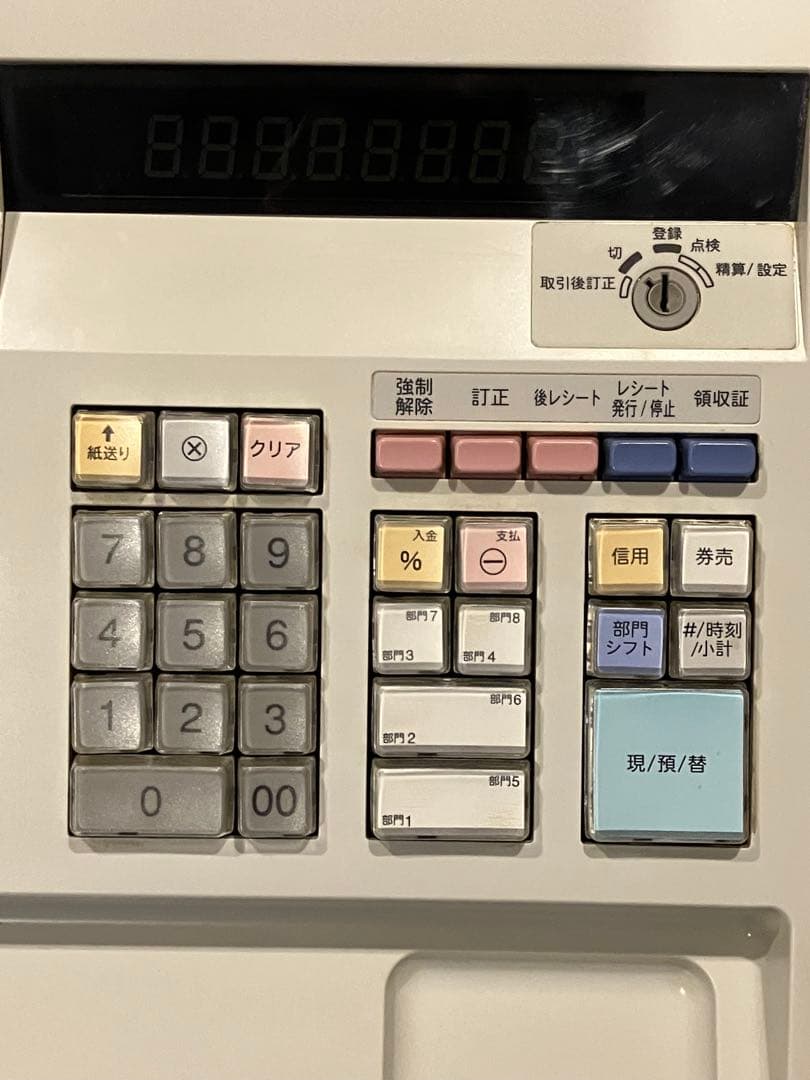 登録
切
点検
精算/設定
取引後訂正
強制
解除
訂正
後レシート
レシート
発行/停止
領収証
↑
紙送り
⊗
クリア
7
8
9
4
5
6
1
2
3
0
00
入金
%
支払
⊖
部門7
部門3
部門8
部門4
部門6
部門2
部門5
部門1
信用
券売
部門
シフト
#/時刻
/小計
現/預/替